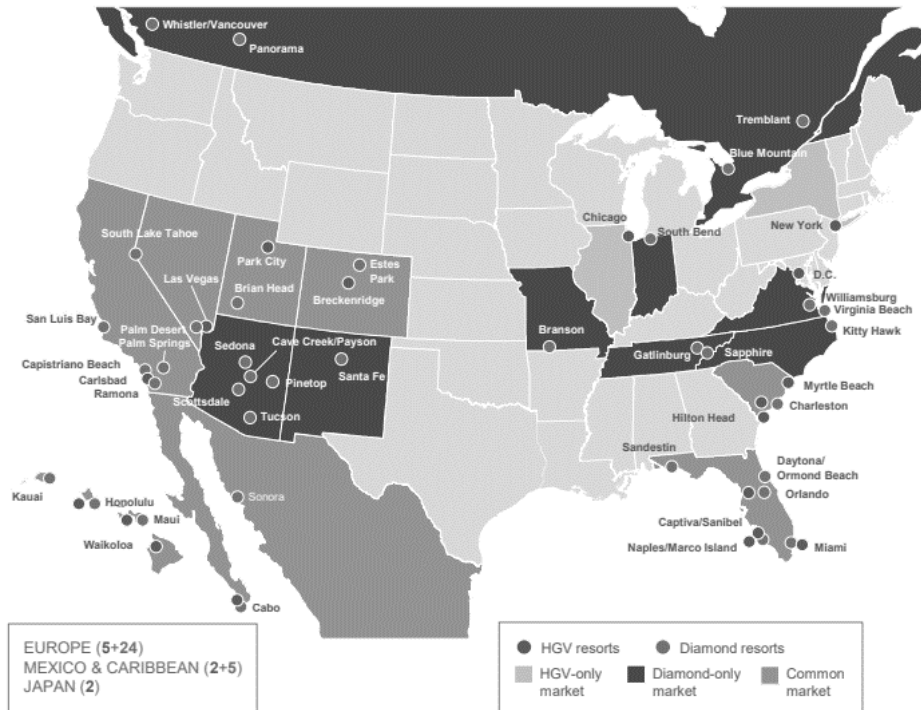 Whistler/Vancouver
Panorama
Tremblant
Blue Mountain
Chicago
South Bend
New York
South Lake Tahoe
Park City
Estes
Park
Las Vegas
Brian Head
Breckenridge
D.C.
Williamsburg
Virginia Beach
Kitty Hawk
San Luis Bay
Palm Desert
Palm Springs
Branson
Sedona
Cave Creek/Payson
Gatlinburg
Sapphire
Capistriano Beach
Carlsbad
Ramona
Pinetop
Santa Fe
Scottsdale
Tucson
Myrtle Beach
Hilton Head
Charleston
Sandestin
Daytona/
Ormond Beach
Kauai
Honolulu
Sonora
Orlando
Maui
Captiva/Sanibel
Waikoloa
Naples/Marco Island
Miami
Cabo
EUROPE (5+24)
MEXICO & CARIBBEAN (2+5)
JAPAN (2)
HGV resorts
Diamond resorts
HGV-only
market
Diamond-only
market
Common
market